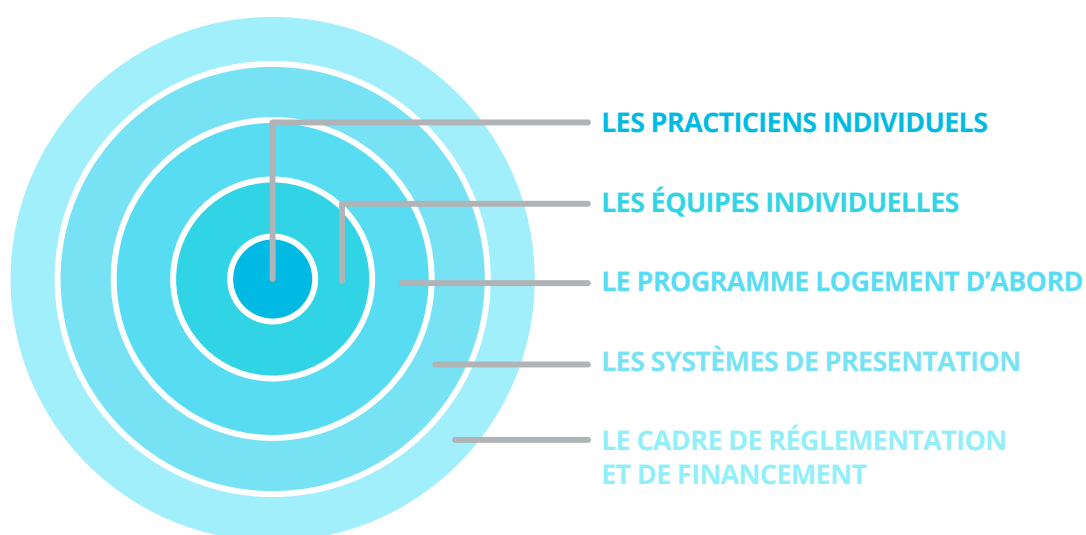 LES PRACTICIENS INDIVIDUELS
LES ÉQUIPES INDIVIDUELLES
LE PROGRAMME LOGEMENT D’ABORD
LES SYSTÈMES DE PRESENTATION
LE CADRE DE RÉGLEMENTATION
ET DE FINANCEMENT